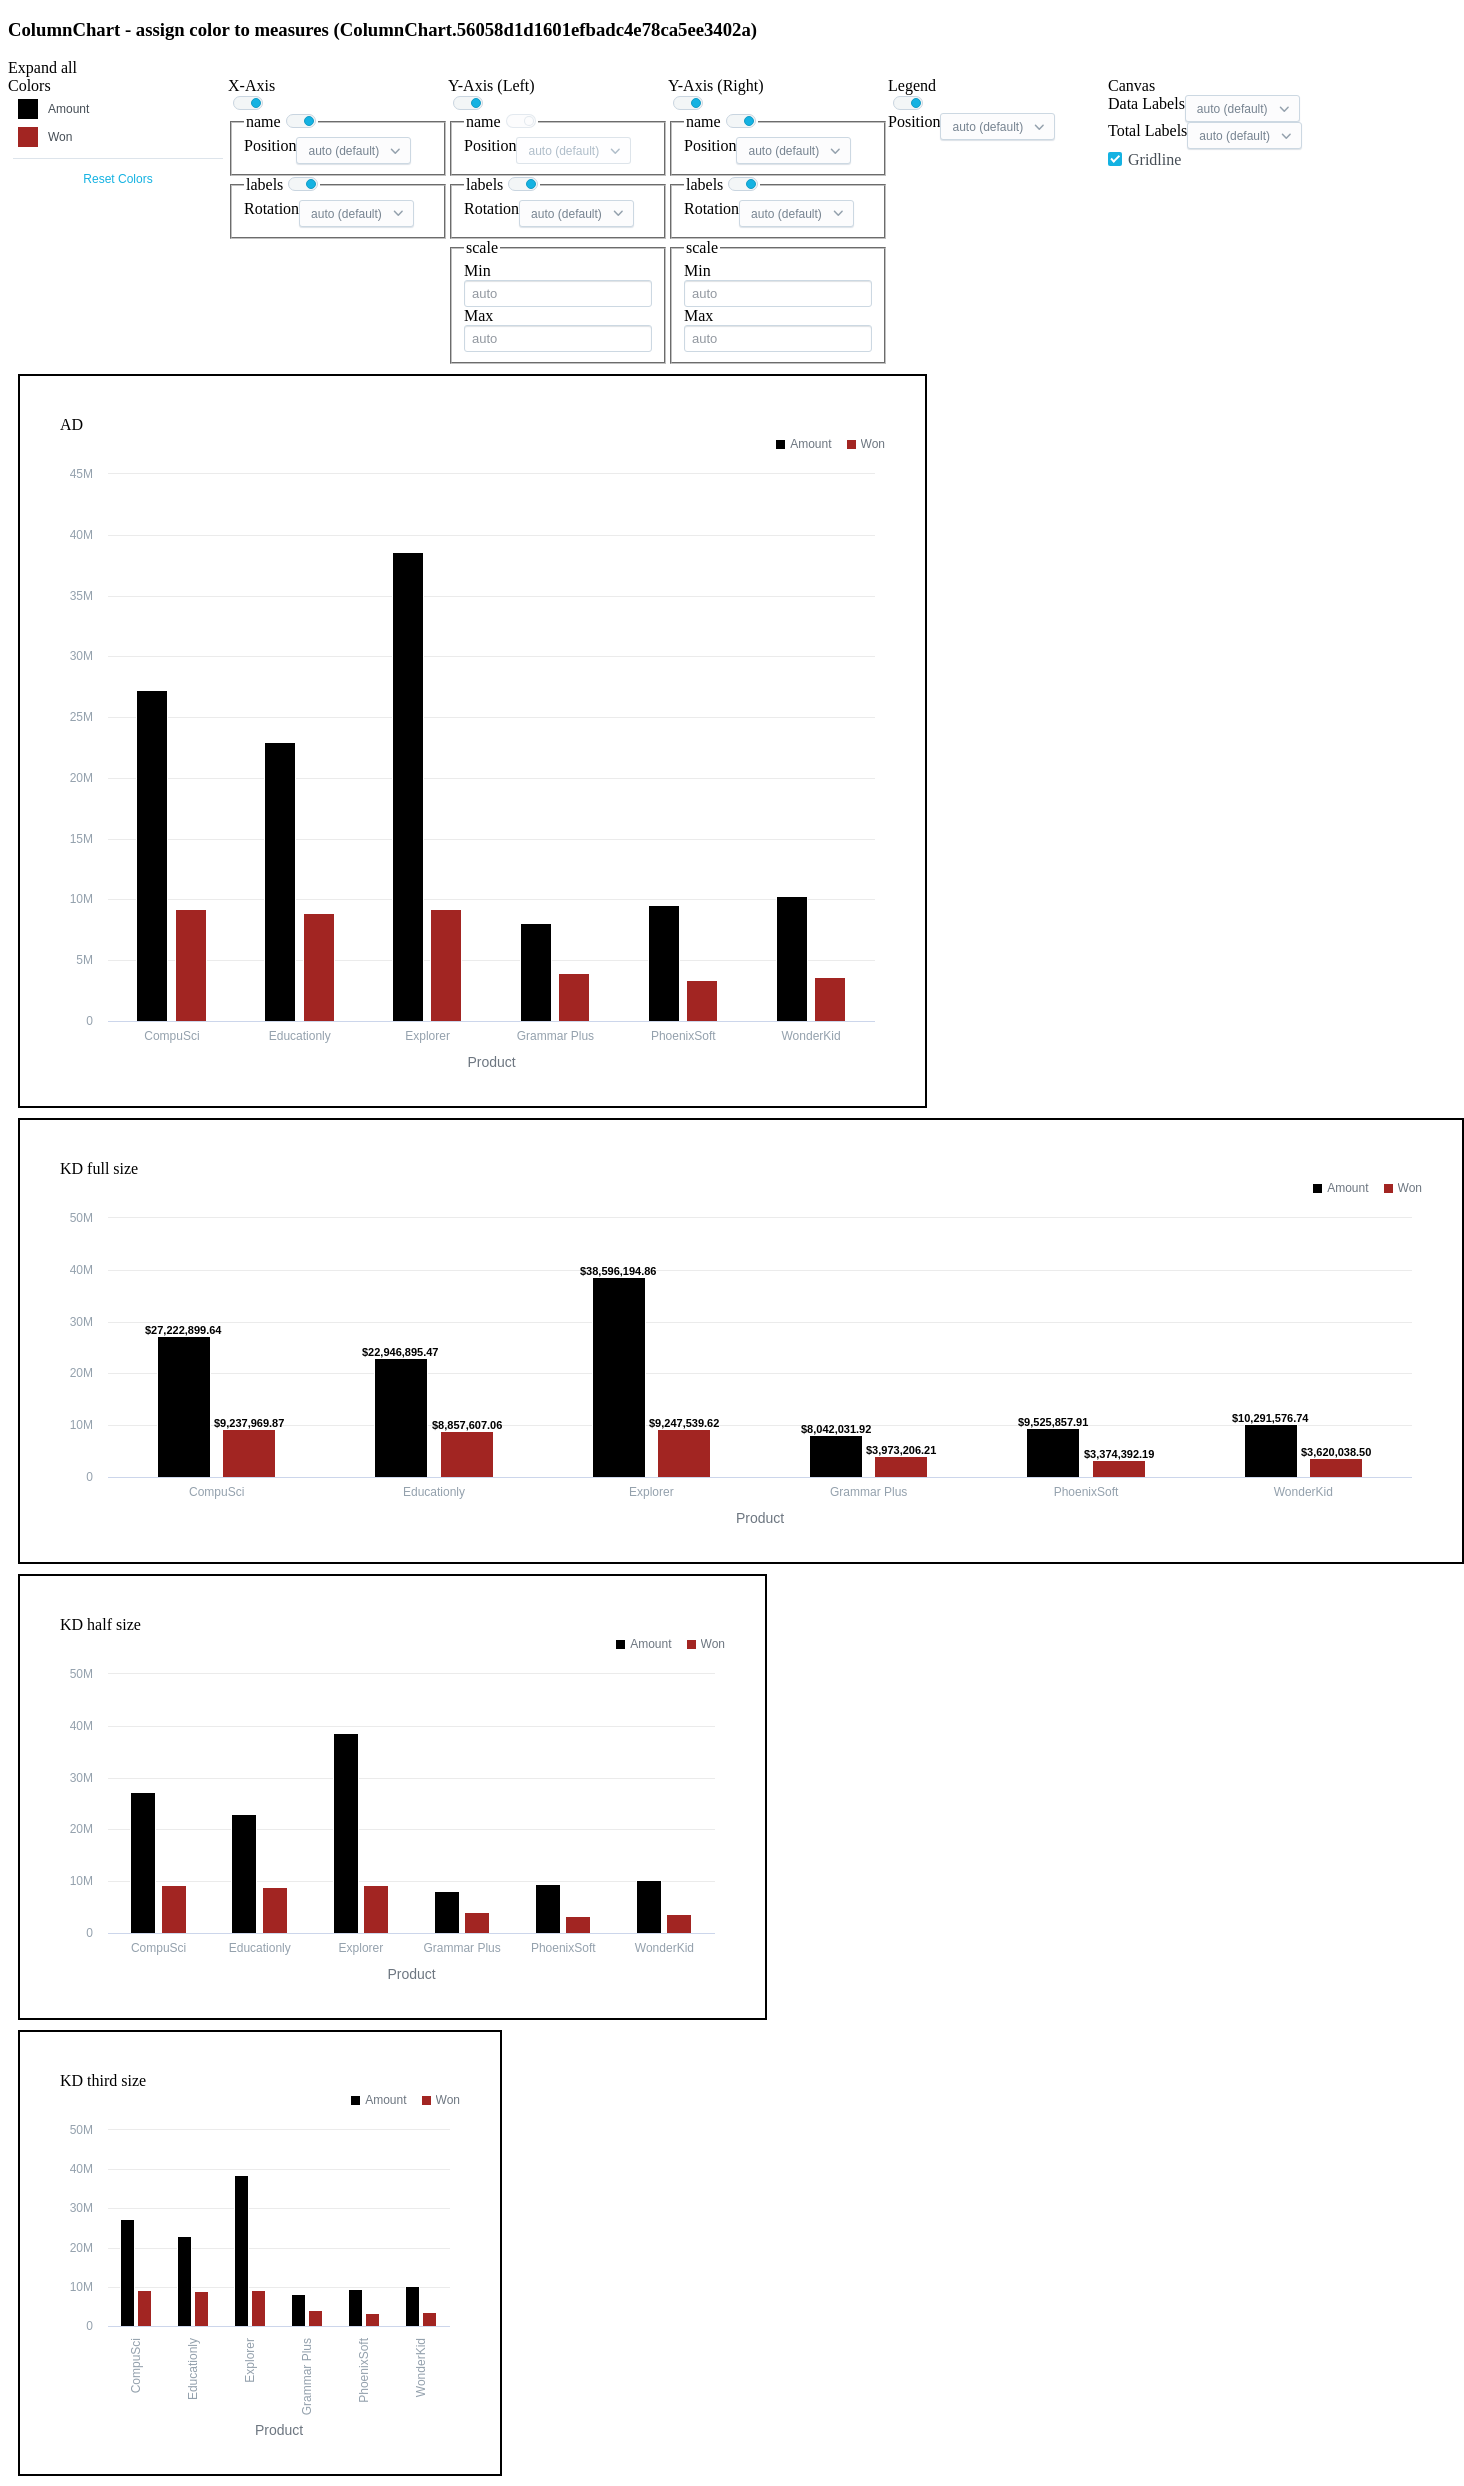 ColumnChart - assign color to measures (ColumnChart.56058d1d1601efbadc4e78ca5ee3402a)
Expand all
Colors
Amount
Won
Reset Colors
X-Axis
name
Position auto (default)
labels
Rotation auto (default)
Y-Axis (Left)
name
Position auto (default)
labels
Rotation auto (default)
scale
Min
auto
Max
auto
Y-Axis (Right)
name
Position auto (default)
labels
Rotation auto (default)
scale
Min
auto
Max
auto
Legend
Position auto (default)
Canvas
Data Labels auto (default)
Total Labels auto (default)
Gridline
AD
Amount Won
45M
40M
35M
30M
25M
20M
15M
10M
5M
0
CompuSci Educationly Explorer Grammar Plus PhoenixSoft WonderKid
Product
KD full size
Amount Won
50M
40M
30M
20M
10M
0
$27,222,899.64
$9,237,969.87
$22,946,895.47
$8,857,607.06
$38,596,194.86
$9,247,539.62
$8,042,031.92
$3,973,206.21
$9,525,857.91
$3,374,392.19
$10,291,576.74
$3,620,038.50
CompuSci Educationly Explorer Grammar Plus PhoenixSoft WonderKid
Product
KD half size
Amount Won
50M
40M
30M
20M
10M
0
CompuSci Educationly Explorer Grammar Plus PhoenixSoft WonderKid
Product
KD third size
Amount Won
50M
40M
30M
20M
10M
0
CompuSci
Educationly
Explorer
Grammar Plus
PhoenixSoft
WonderKid
Product